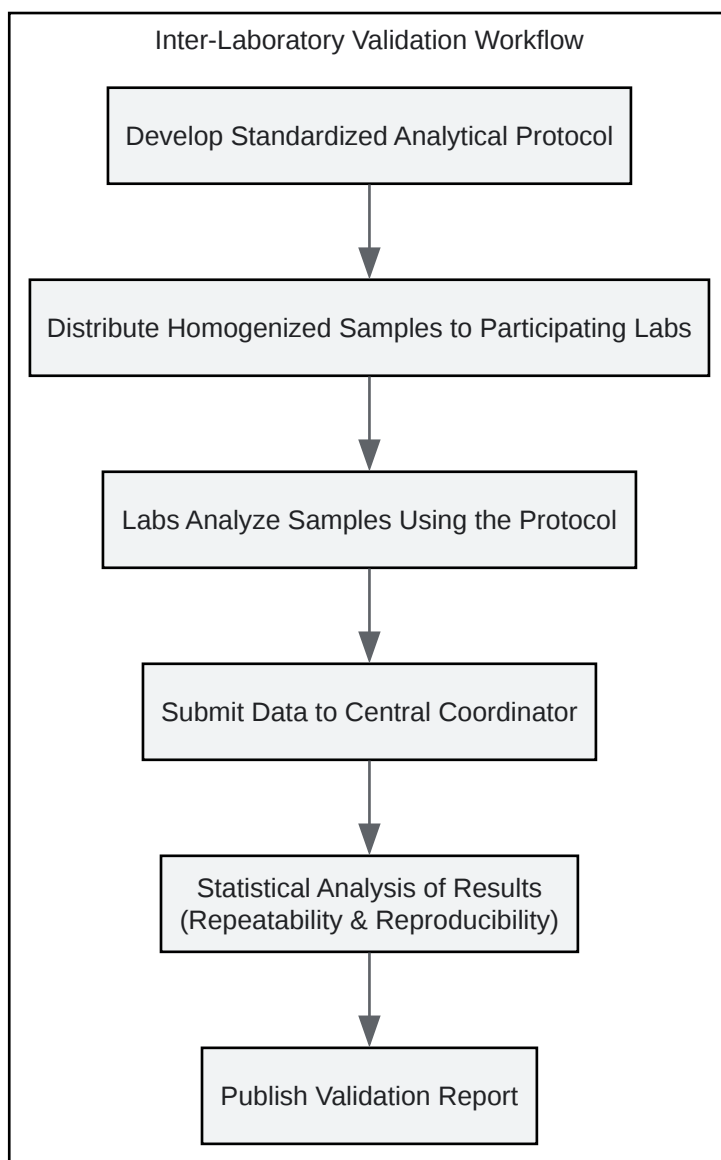 Inter-Laboratory Validation Workflow
Develop Standardized Analytical Protocol
Distribute Homogenized Samples to Participating Labs
Labs Analyze Samples Using the Protocol
Submit Data to Central Coordinator
Statistical Analysis of Results
(Repeatability & Reproducibility)
Publish Validation Report